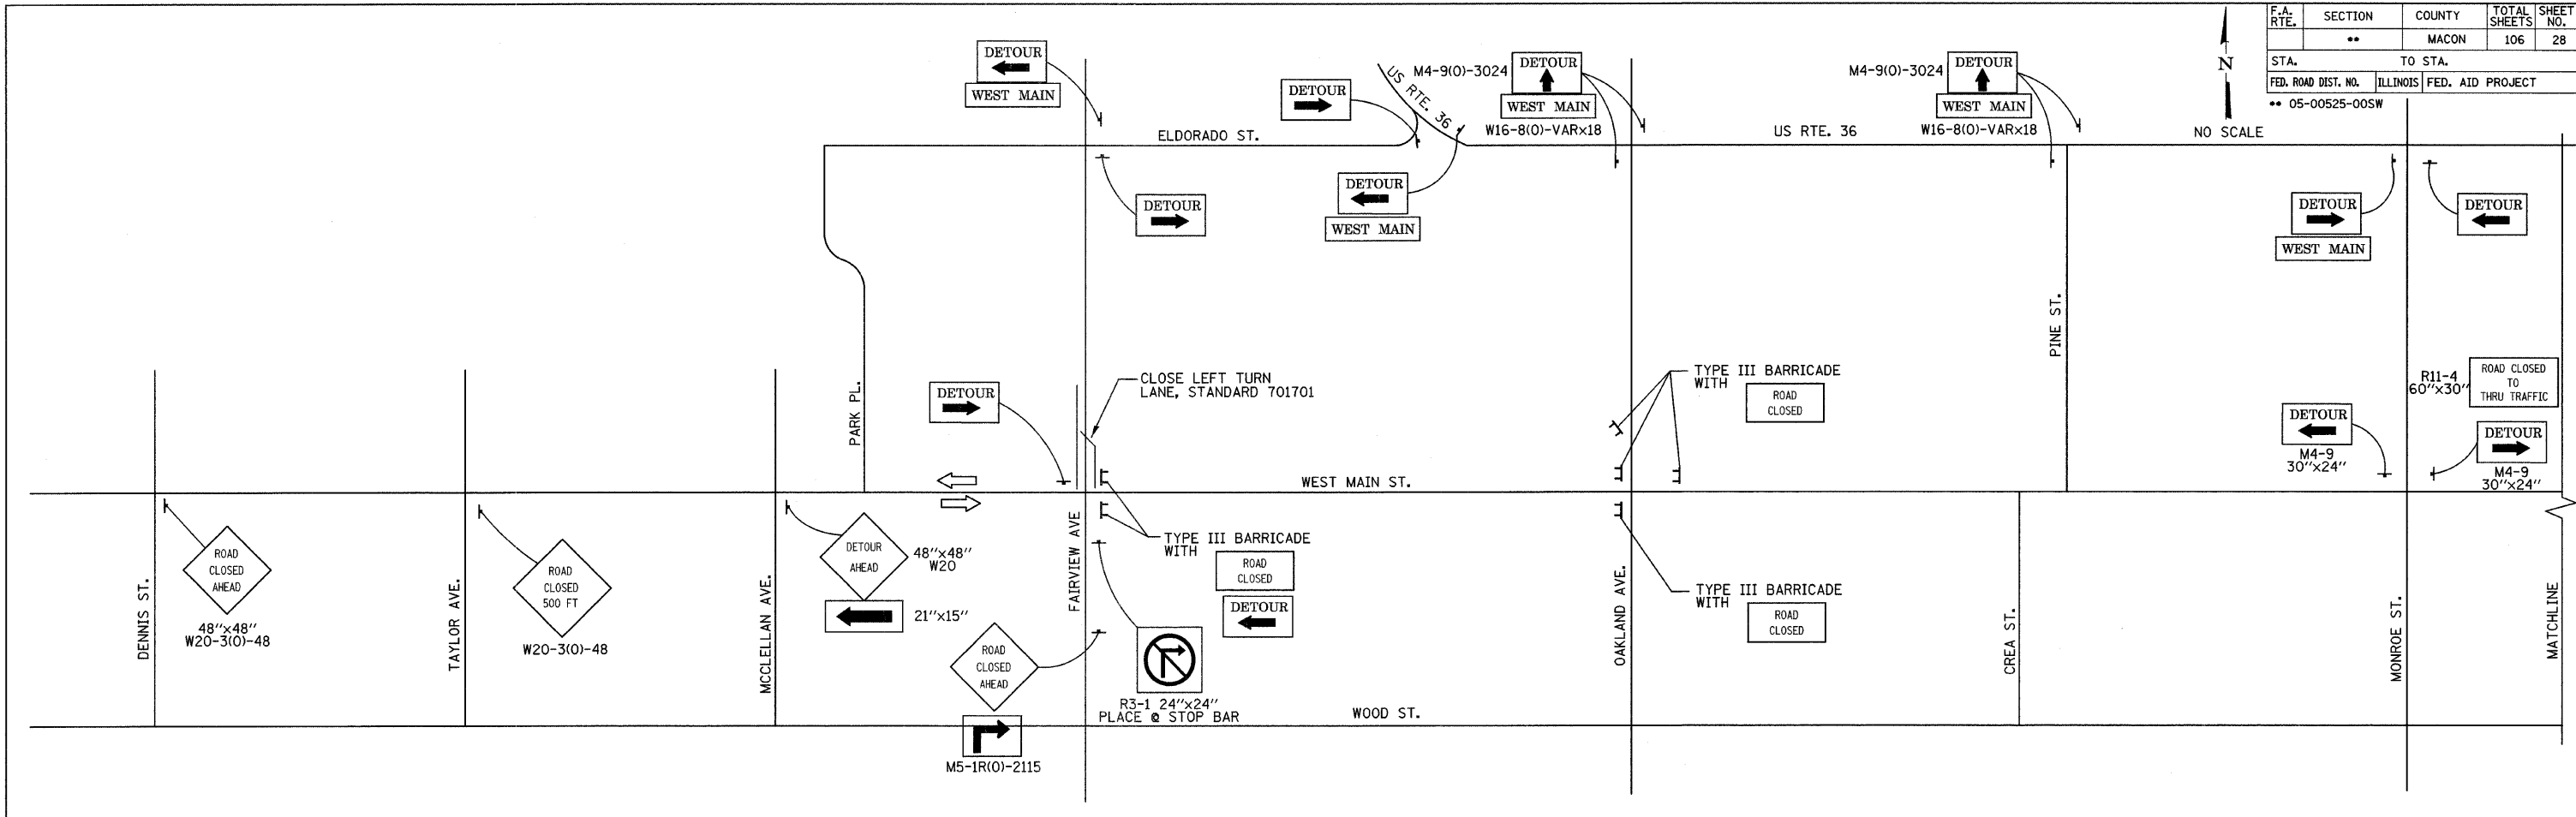 F.A. RTE. SECTION COUNTY TOTAL SHEETS SHEET NO.
** MACON 106 28
STA. TO STA.
FED. ROAD DIST. NO. ILLINOIS FED. AID PROJECT
** 05-00525-00SW
N
NO SCALE
DETOUR
WEST MAIN
DETOUR
US RTE. 36
M4-9(0)-3024
DETOUR
WEST MAIN
W16-8(0)-VARx18
M4-9(0)-3024
DETOUR
WEST MAIN
W16-8(0)-VARx18
ELDORADO ST.
US RTE. 36
DETOUR
DETOUR
WEST MAIN
DETOUR
WEST MAIN
DETOUR
PARK PL.
PINE ST.
DETOUR
CLOSE LEFT TURN
LANE, STANDARD 701701
TYPE III BARRICADE
WITH
ROAD
CLOSED
R11-4
60"x30"
ROAD CLOSED
TO
THRU TRAFFIC
DETOUR
M4-9
30"x24"
DETOUR
M4-9
30"x24"
WEST MAIN ST.
DENNIS ST.
ROAD
CLOSED
AHEAD
48"x48"
W20-3(0)-48
TAYLOR AVE.
ROAD
CLOSED
500 FT
W20-3(0)-48
MCCLELLAN AVE.
DETOUR
AHEAD
48"x48"
W20
21"x15"
FAIRVIEW AVE
TYPE III BARRICADE
WITH
ROAD
CLOSED
DETOUR
ROAD
CLOSED
AHEAD
M5-1R(0)-2115
R3-1 24"x24"
PLACE @ STOP BAR
WOOD ST.
OAKLAND AVE.
TYPE III BARRICADE
WITH
ROAD
CLOSED
CREA ST.
MONROE ST.
MATCHLINE